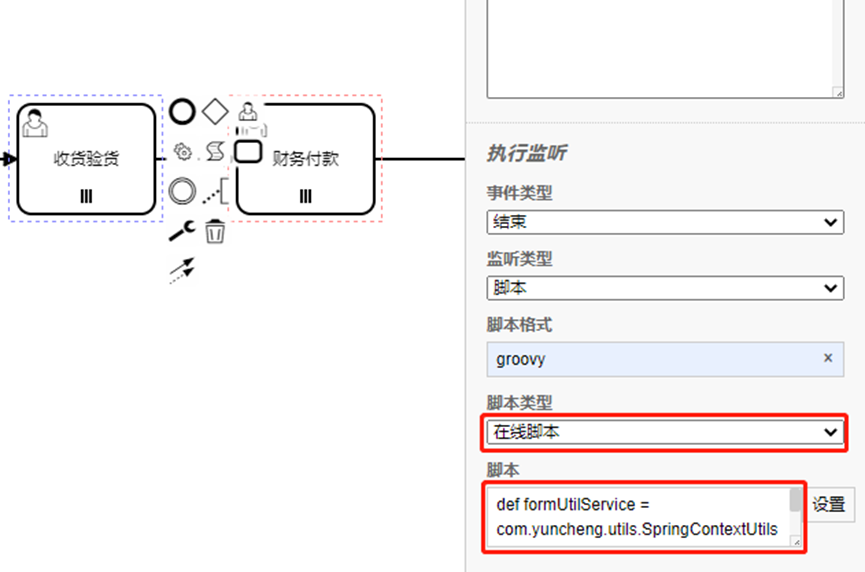 收货验货
财务付款
执行监听
事件类型
结束
监听类型
脚本
脚本格式
groovy
脚本类型
在线脚本
脚本
def formUtilService =
com.yuncheng.utils.SpringContextUtils
设置